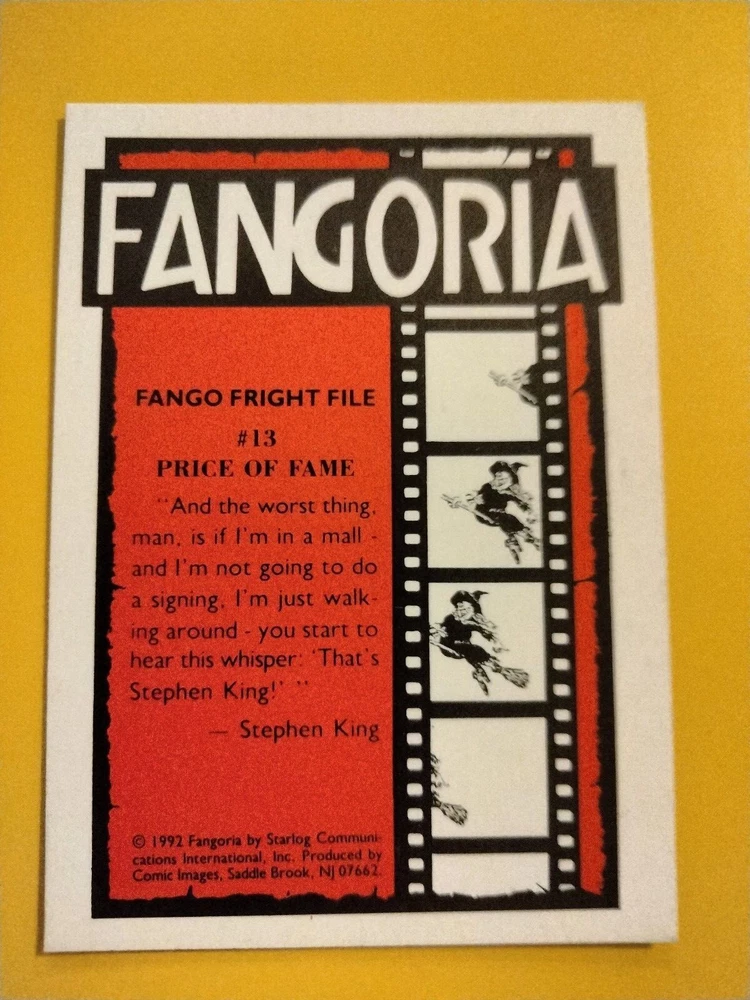 FANGORIA
FANGO FRIGHT FILE
#13
PRICE OF FAME
"And the worst thing,
man, is if I'm in a mall -
and I'm not going to do
a signing, I'm just walk-
ing around - you start to
hear this whisper: 'That's
Stephen King!' "
— Stephen King
© 1992 Fangoria by Starlog Communi-
cations International, Inc. Produced by
Comic Images, Saddle Brook, NJ 07662.